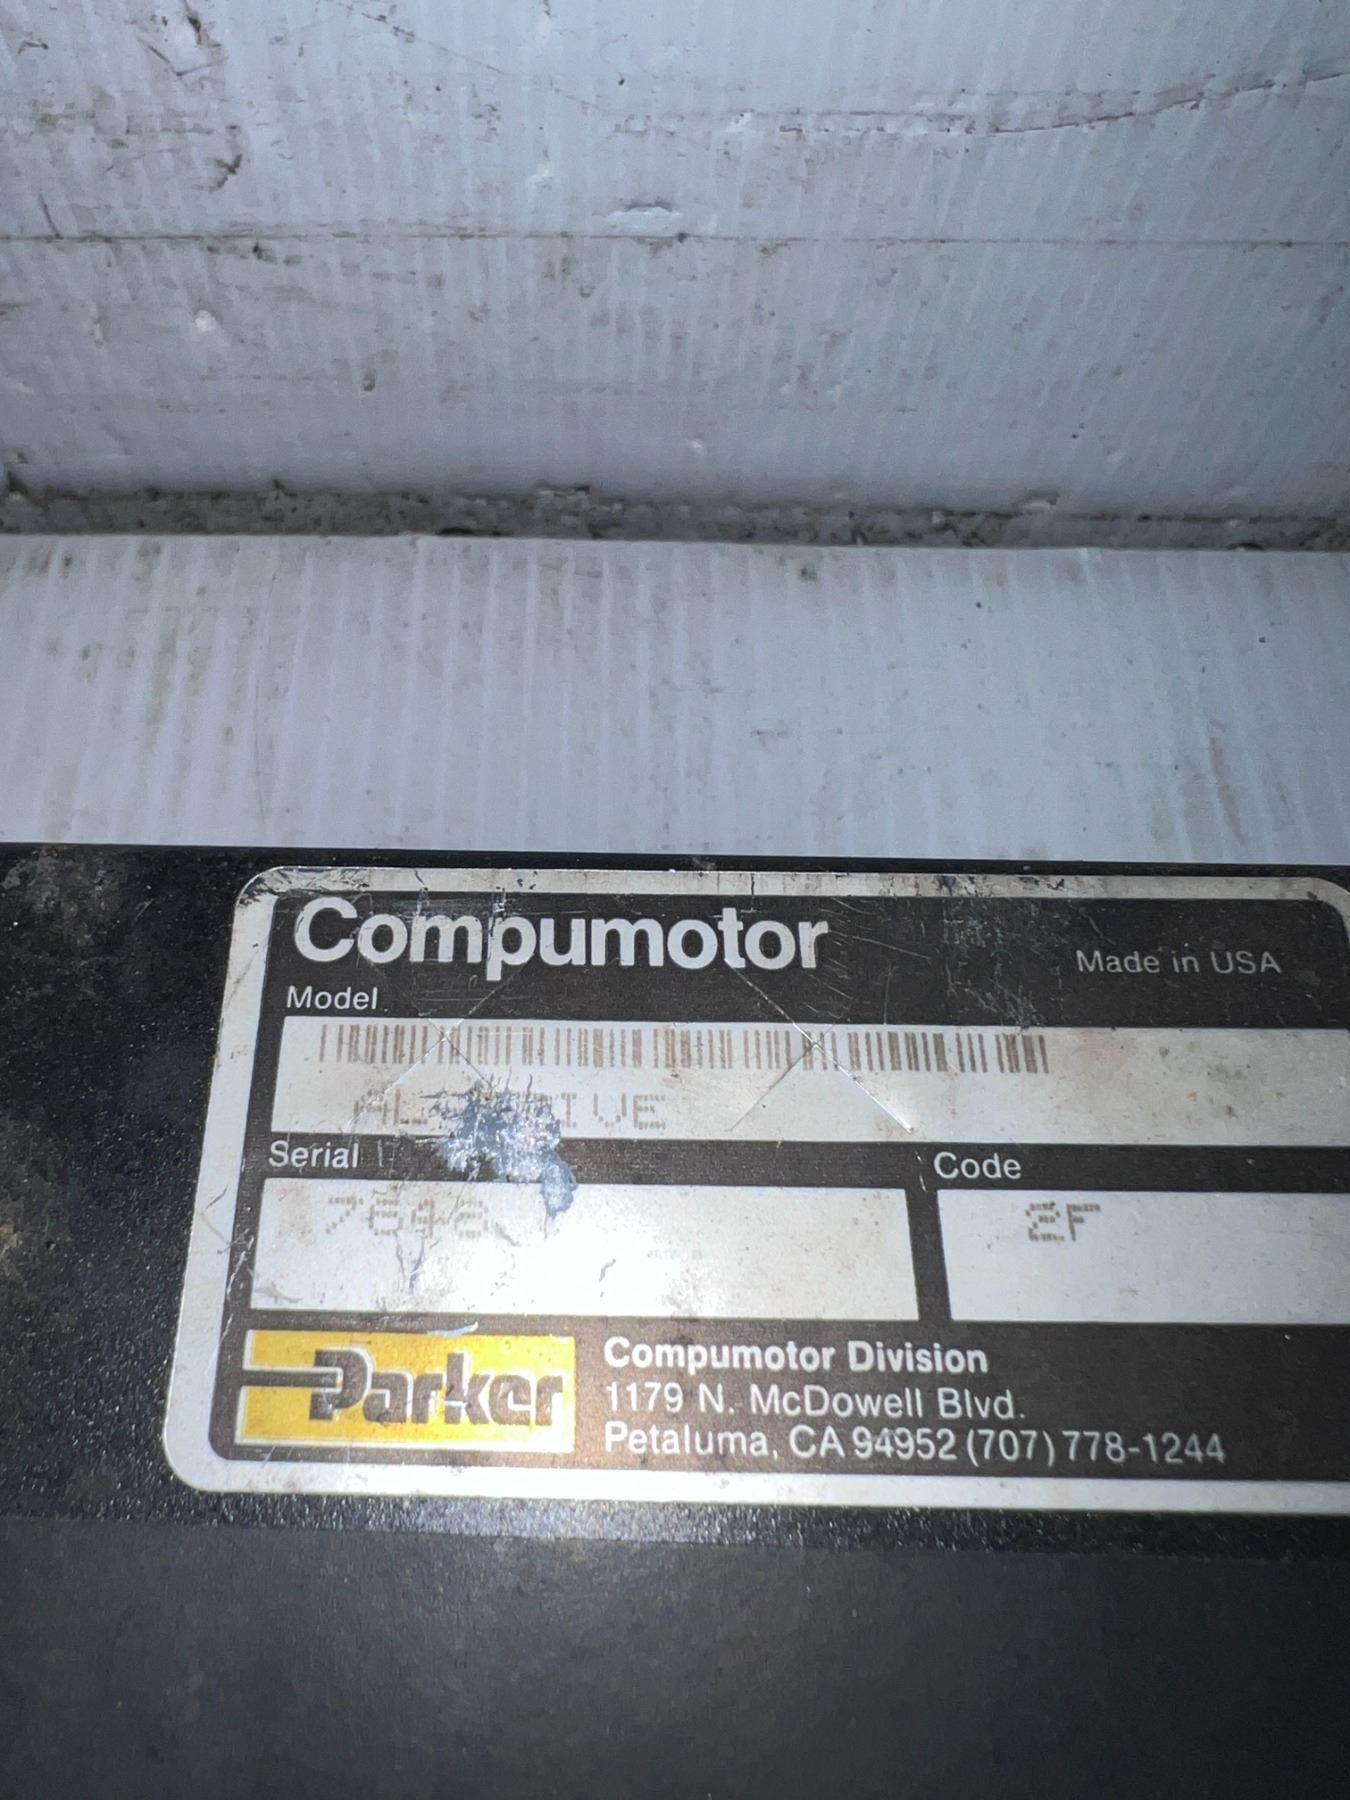 Compumotor
Made in USA
Model
Serial
Code
2F
Parker
Compumotor Division
1179 N. McDowell Blvd.
Petaluma, CA 94952 (707) 778-1244